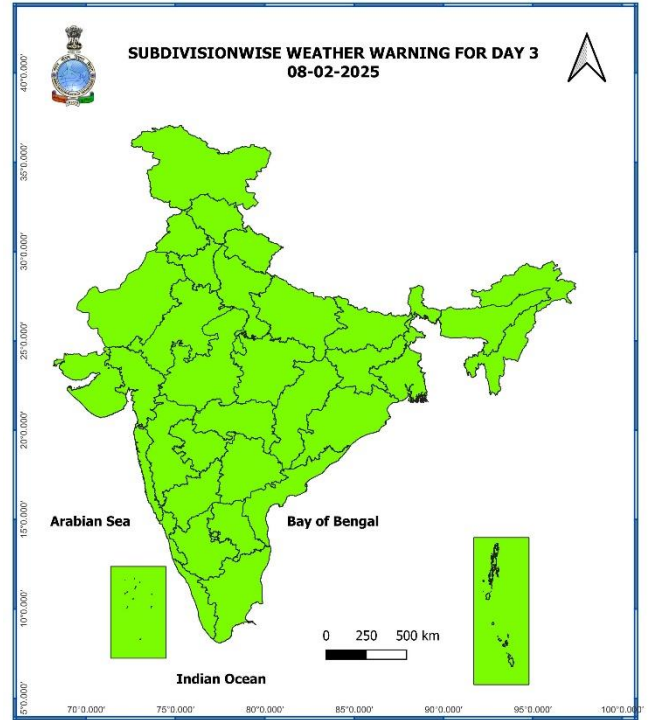 SUBDIVISIONWISE WEATHER WARNING FOR DAY 3
08-02-2025
40°0.000'
35°0.000'
30°0.000'
25°0.000'
20°0.000'
15°0.000'
10°0.000'
5°0.000'
Arabian Sea
Bay of Bengal
0 250 500 km
Indian Ocean
70°0.000' 75°0.000' 80°0.000' 85°0.000' 90°0.000' 95°0.000' 100°0.000'